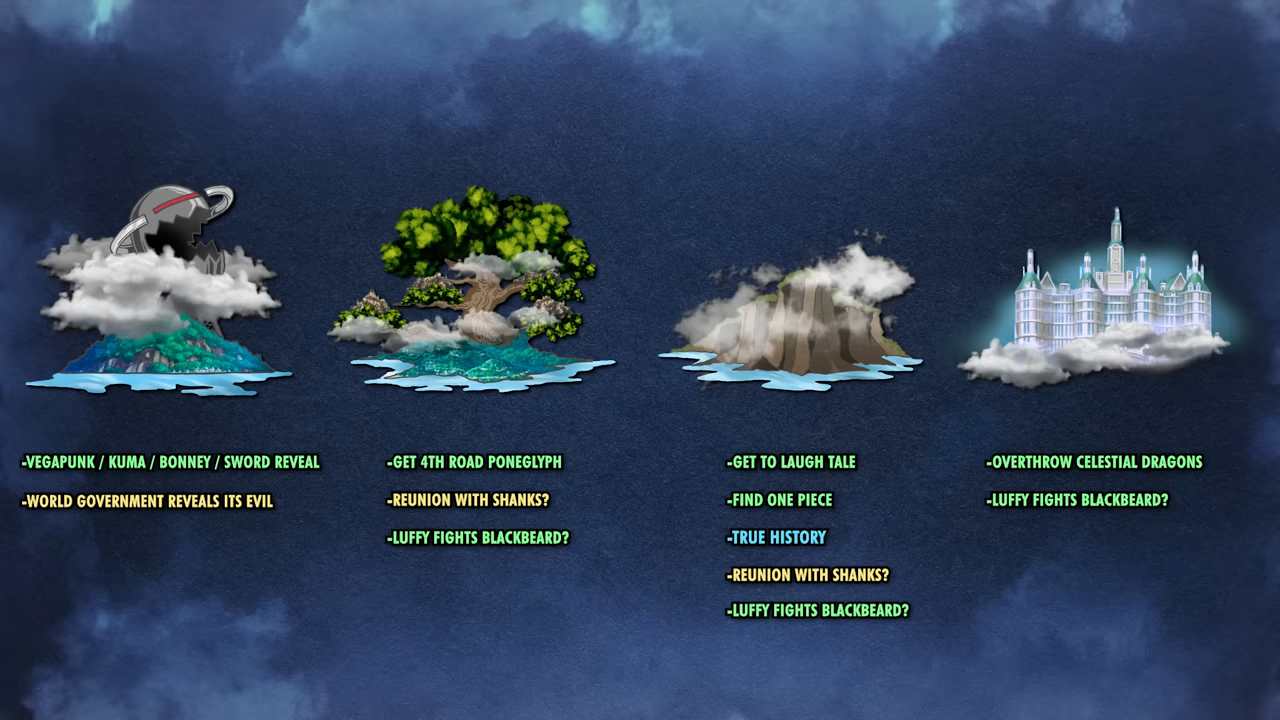 -VEGAPUNK / KUMA / BONNEY / SWORD REVEAL
-WORLD GOVERNMENT REVEALS ITS EVIL
-GET 4TH ROAD PONEGLYPH
-REUNION WITH SHANKS?
-LUFFY FIGHTS BLACKBEARD?
-GET TO LAUGH TALE
-FIND ONE PIECE
-TRUE HISTORY
-REUNION WITH SHANKS?
-LUFFY FIGHTS BLACKBEARD?
-OVERTHROW CELESTIAL DRAGONS
-LUFFY FIGHTS BLACKBEARD?